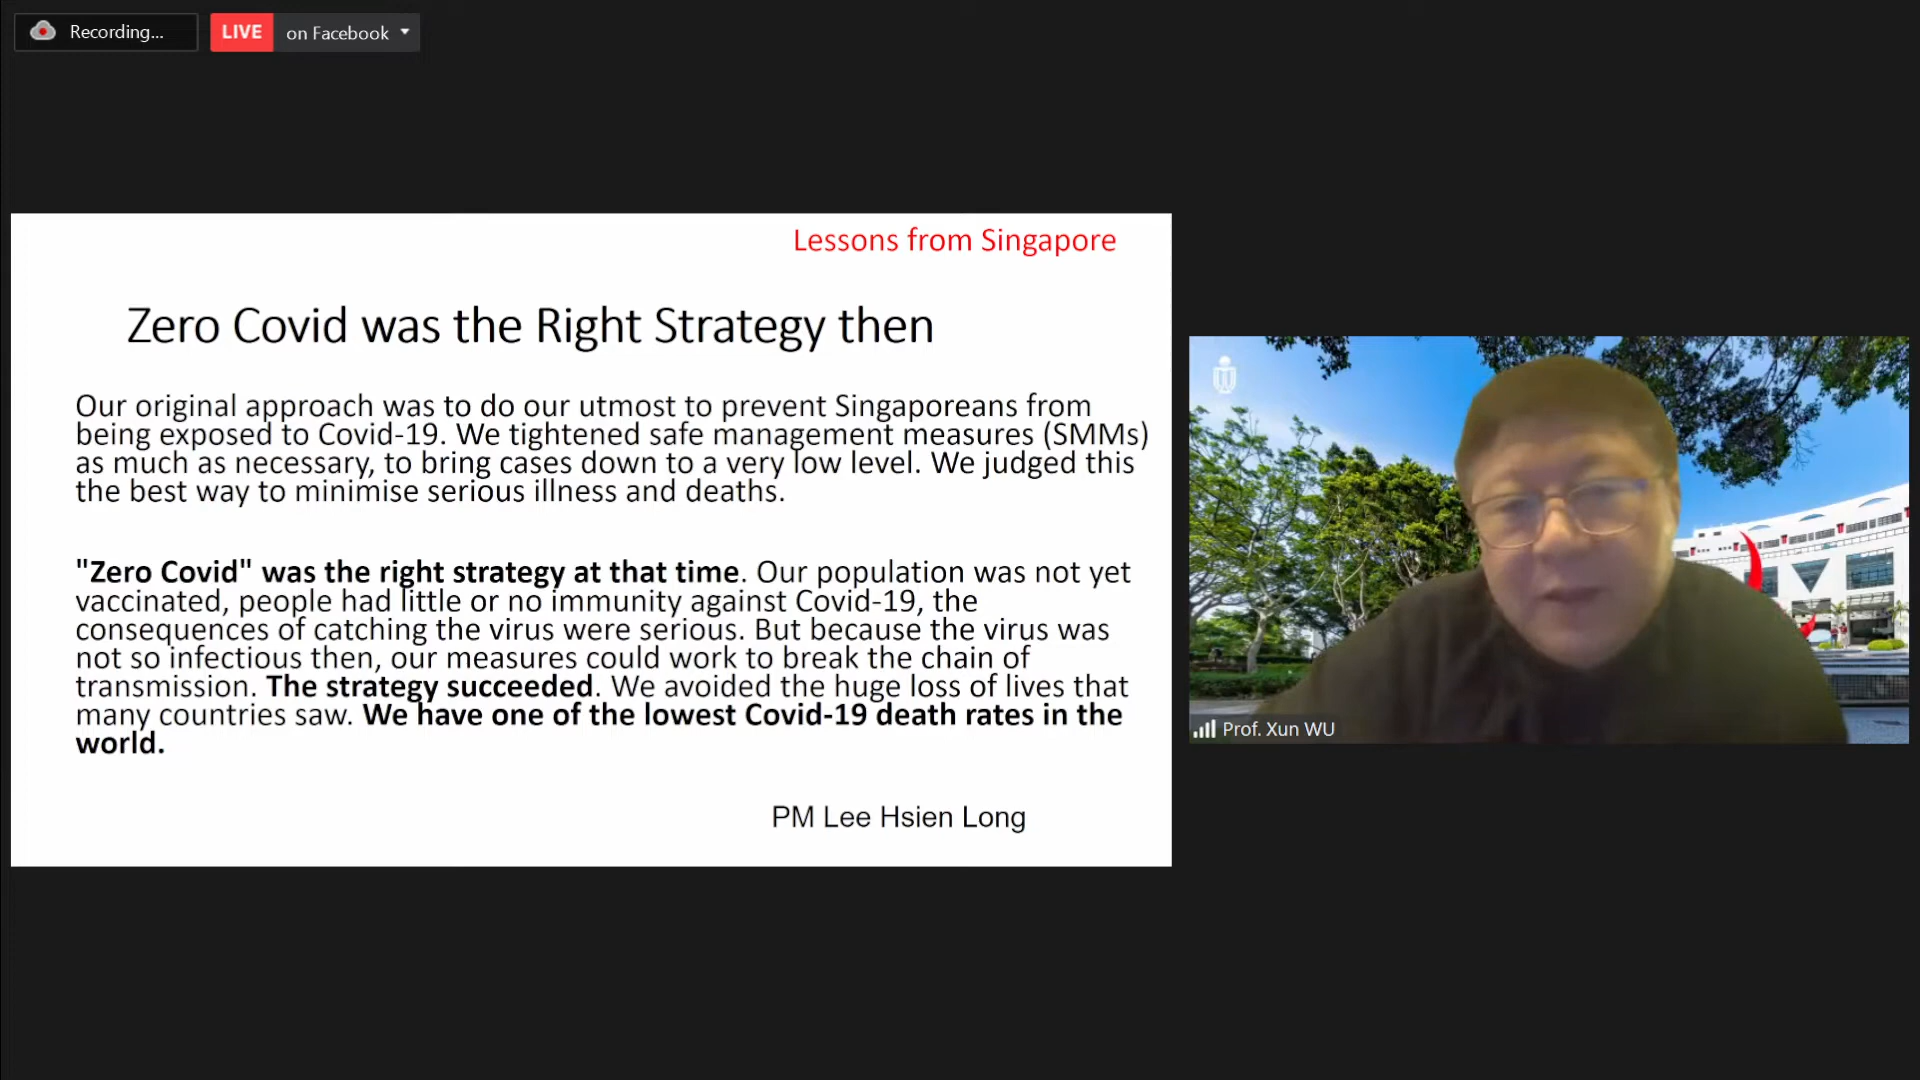 Recording...
LIVE on Facebook
Lessons from Singapore
Zero Covid was the Right Strategy then
Our original approach was to do our utmost to prevent Singaporeans from
being exposed to Covid-19. We tightened safe management measures (SMMs)
as much as necessary, to bring cases down to a very low level. We judged this
the best way to minimise serious illness and deaths.
"Zero Covid" was the right strategy at that time. Our population was not yet
vaccinated, people had little or no immunity against Covid-19, the
consequences of catching the virus were serious. But because the virus was
not so infectious then, our measures could work to break the chain of
transmission. The strategy succeeded. We avoided the huge loss of lives that
many countries saw. We have one of the lowest Covid-19 death rates in the
world.
PM Lee Hsien Long
Prof. Xun WU